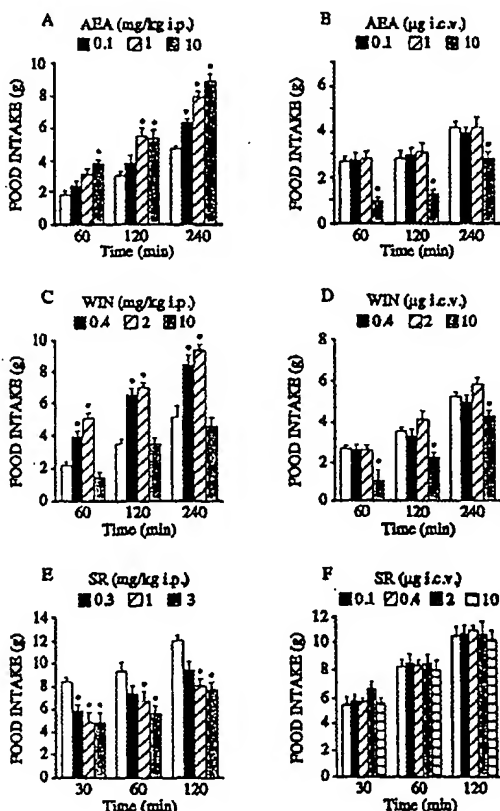 A AEA (mg/kg i.p.)
0.1 1 10
FOOD INTAKE (g)
10
8
6
4
2
0
60 120 240
Time (min)
B AEA (µg i.c.v.)
0.1 1 10
FOOD INTAKE (g)
6
4
2
0
60 120 240
Time (min)
C WIN (mg/kg i.p.)
0.4 2 10
FOOD INTAKE (g)
10
8
6
4
2
0
60 120 240
Time (min)
D WIN (µg i.c.v.)
0.4 2 10
FOOD INTAKE (g)
8
6
4
2
0
60 120 240
Time (min)
E SR (mg/kg i.p.)
0.3 1 3
FOOD INTAKE (g)
14
12
10
8
6
4
2
0
30 60 120
Time (min)
F SR (µg i.c.v.)
0.1 0.4 2 10
FOOD INTAKE (g)
12
10
8
6
4
2
0
30 60 120
Time (min)